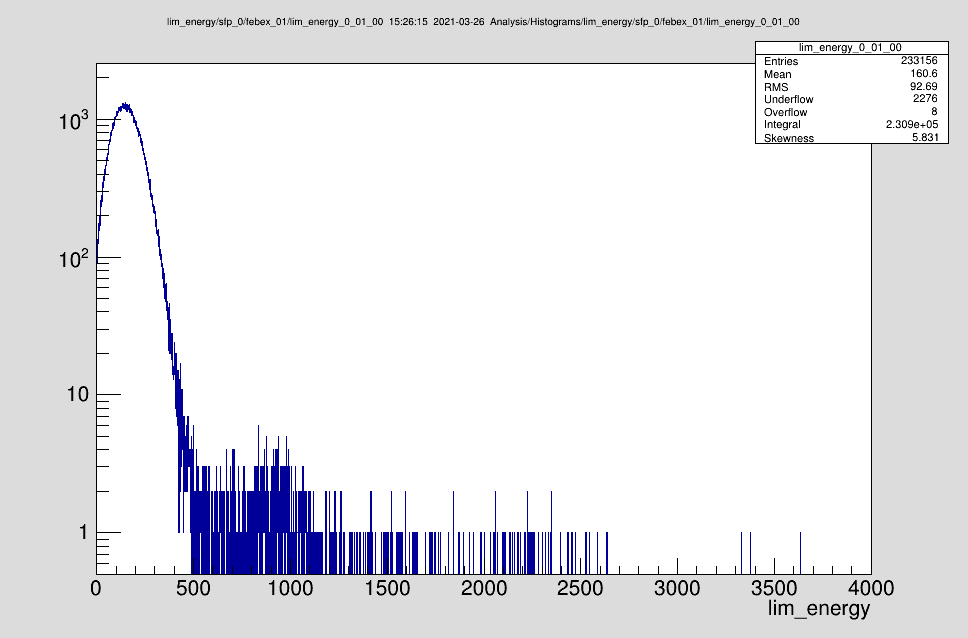 lim_energy/sfp_0/febex_01/lim_energy_0_01_00 15:26:15 2021-03-26 Analysis/Histograms/lim_energy/sfp_0/febex_01/lim_energy_0_01_00
lim_energy_0_01_00
Entries 233156
Mean 160.6
RMS 92.69
Underflow 2276
Overflow 8
Integral 2.309e+05
Skewness 5.831
10³
10²
10
1
0 500 1000 1500 2000 2500 3000 3500 4000
lim_energy